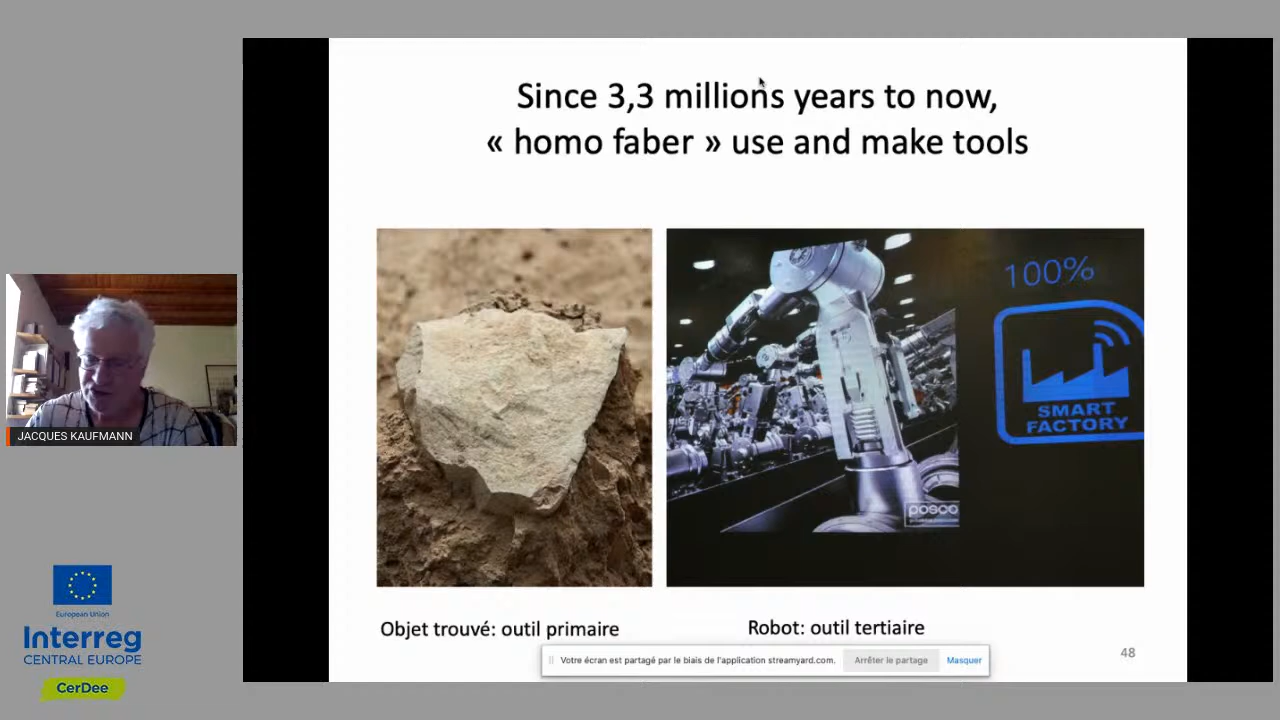 Since 3,3 millions years to now,
« homo faber » use and make tools
100%
SMART
FACTORY
posco
JACQUES KAUFMANN
Objet trouvé: outil primaire
Robot: outil tertiaire
Votre écran est partagé par le biais de l'application streamyard.com.
Arrêter le partage
Masquer
48
European Union
Interreg
CENTRAL EUROPE
CerDee